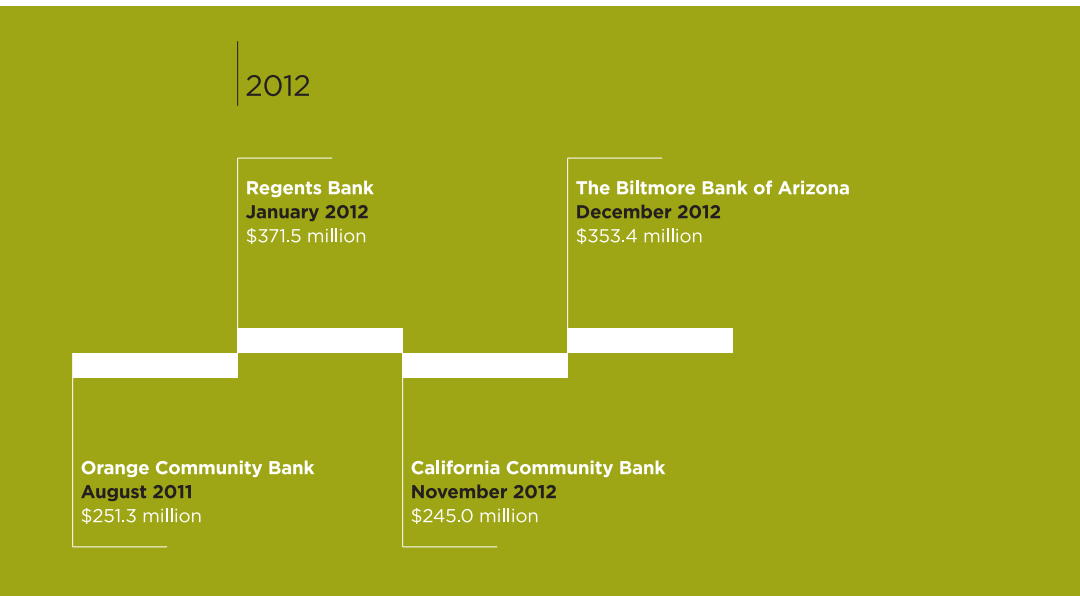 2012
Regents Bank
January 2012
$371.5 million
The Biltmore Bank of Arizona
December 2012
$353.4 million
Orange Community Bank
August 2011
$251.3 million
California Community Bank
November 2012
$245.0 million